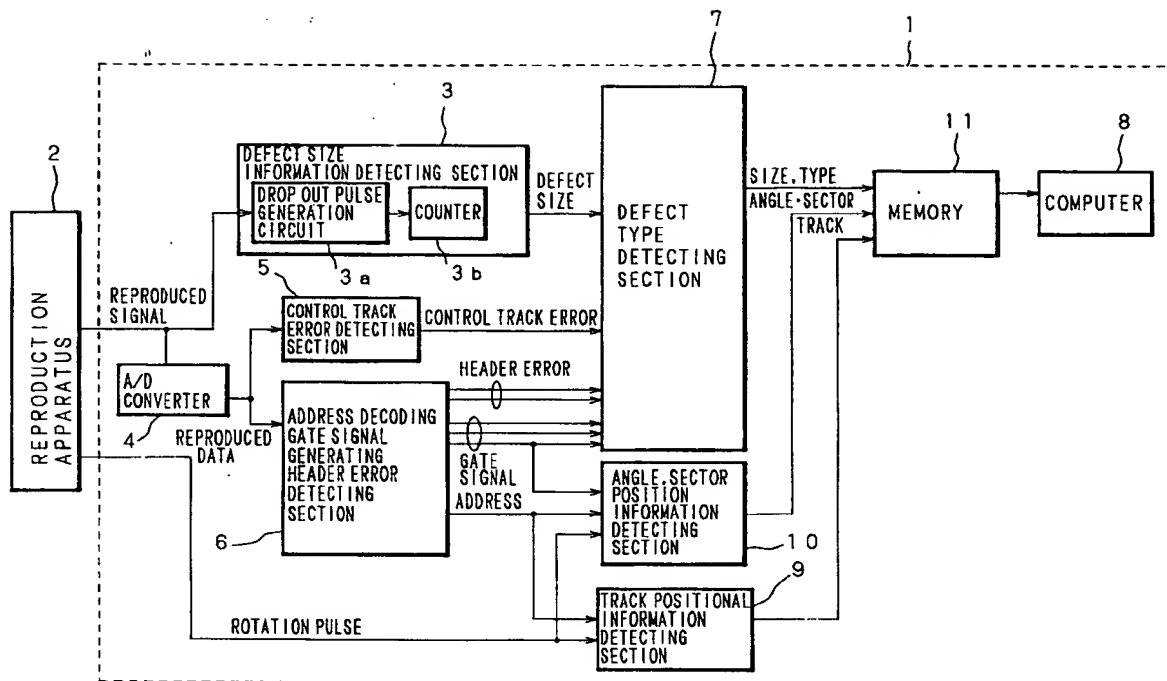 7
1
3
11
8
2
DEFECT SIZE
INFORMATION DETECTING SECTION
DROP OUT PULSE
GENERATION
CIRCUIT
COUNTER
3a
3b
DEFECT
SIZE
DEFECT
TYPE
DETECTING
SECTION
SIZE.TYPE
ANGLE·SECTOR
TRACK
MEMORY
COMPUTER
REPRODUCTION
APPARATUS
REPRODUCED
SIGNAL
5
CONTROL TRACK
ERROR DETECTING
SECTION
CONTROL TRACK ERROR
HEADER ERROR
A/D
CONVERTER
4
REPRODUCED
DATA
ADDRESS DECODING
GATE SIGNAL
GENERATING
HEADER ERROR
DETECTING
SECTION
6
GATE
SIGNAL
ADDRESS
ANGLE.SECTOR
POSITION
INFORMATION
DETECTING
SECTION
10
9
TRACK POSITIONAL
INFORMATION
DETECTING
SECTION
ROTATION PULSE